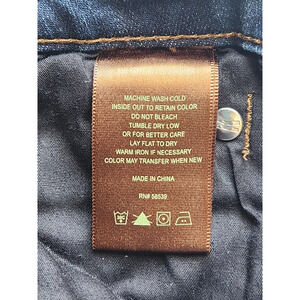 MACHINE WASH COLD
INSIDE OUT TO RETAIN COLOR
DO NOT BLEACH
TUMBLE DRY LOW
OR FOR BETTER CARE
LAY FLAT TO DRY
WARM IRON IF NECESSARY
COLOR MAY TRANSFER WHEN NEW
MADE IN CHINA
RN# 58539